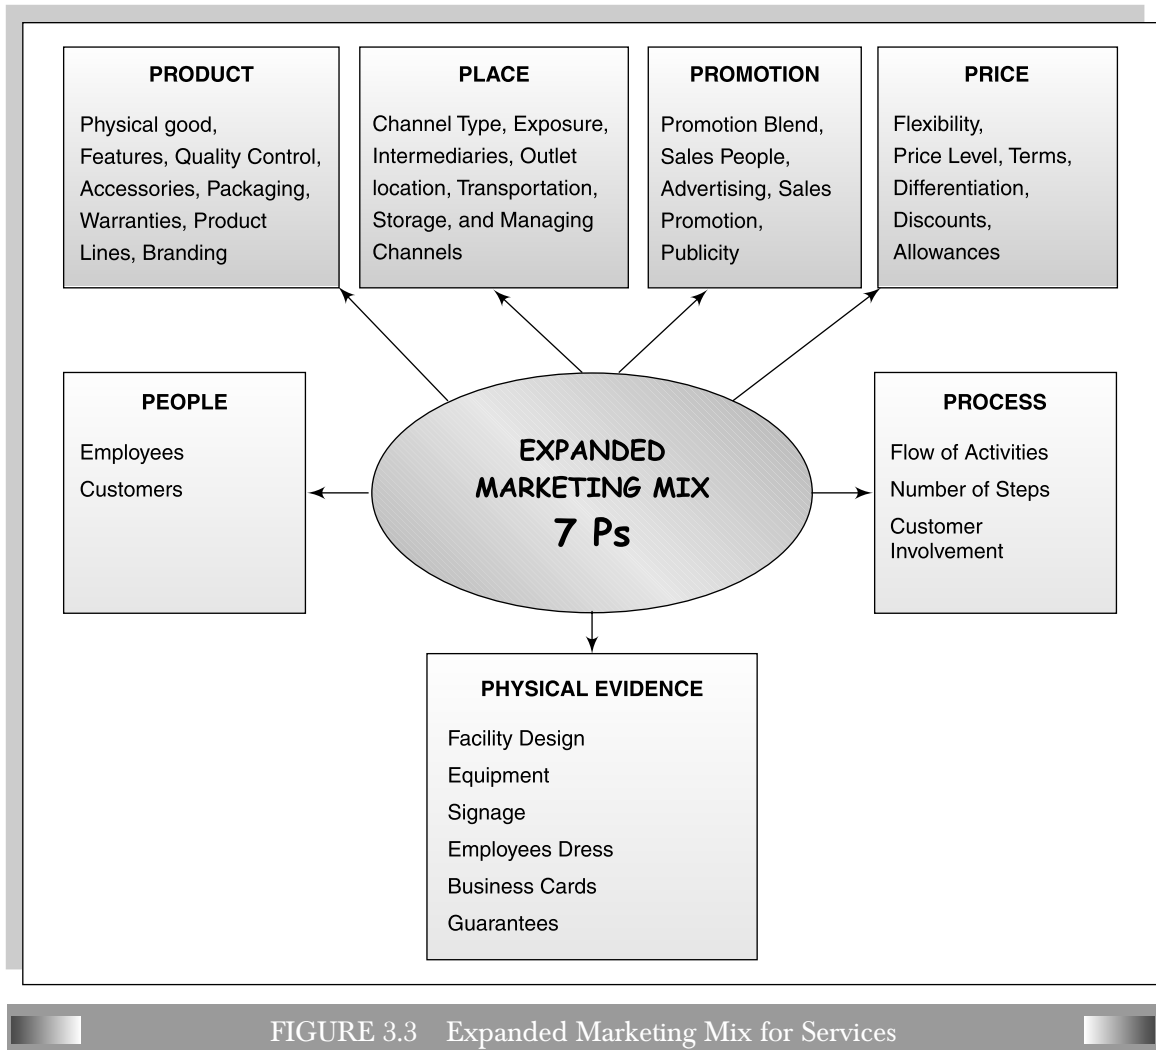 PRODUCT
Physical good,
Features, Quality Control,
Accessories, Packaging,
Warranties, Product
Lines, Branding
PLACE
Channel Type, Exposure,
Intermediaries, Outlet
location, Transportation,
Storage, and Managing
Channels
PROMOTION
Promotion Blend,
Sales People,
Advertising, Sales
Promotion,
Publicity
PRICE
Flexibility,
Price Level, Terms,
Differentiation,
Discounts,
Allowances
PEOPLE
Employees
Customers
EXPANDED
MARKETING MIX
7 Ps
PROCESS
Flow of Activities
Number of Steps
Customer
Involvement
PHYSICAL EVIDENCE
Facility Design
Equipment
Signage
Employees Dress
Business Cards
Guarantees
FIGURE 3.3 Expanded Marketing Mix for Services